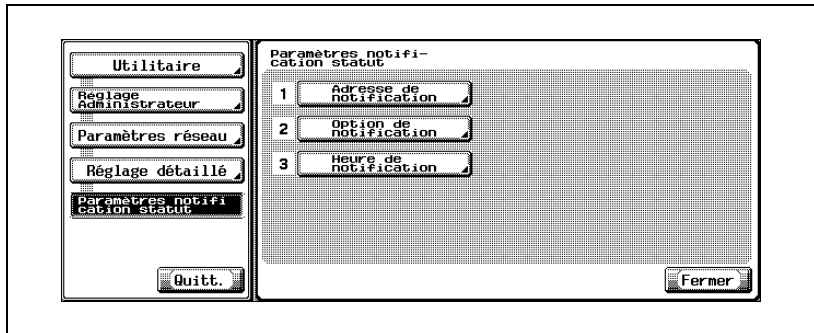 Utilitaire
Réglage
Administrateur
Paramètres réseau
Réglage détaillé
Paramètres notifi
cation statut
Quitt.
Paramètres notifi-
cation statut
1 Adresse de
notification
2 Option de
notification
3 Heure de
notification
Fermer